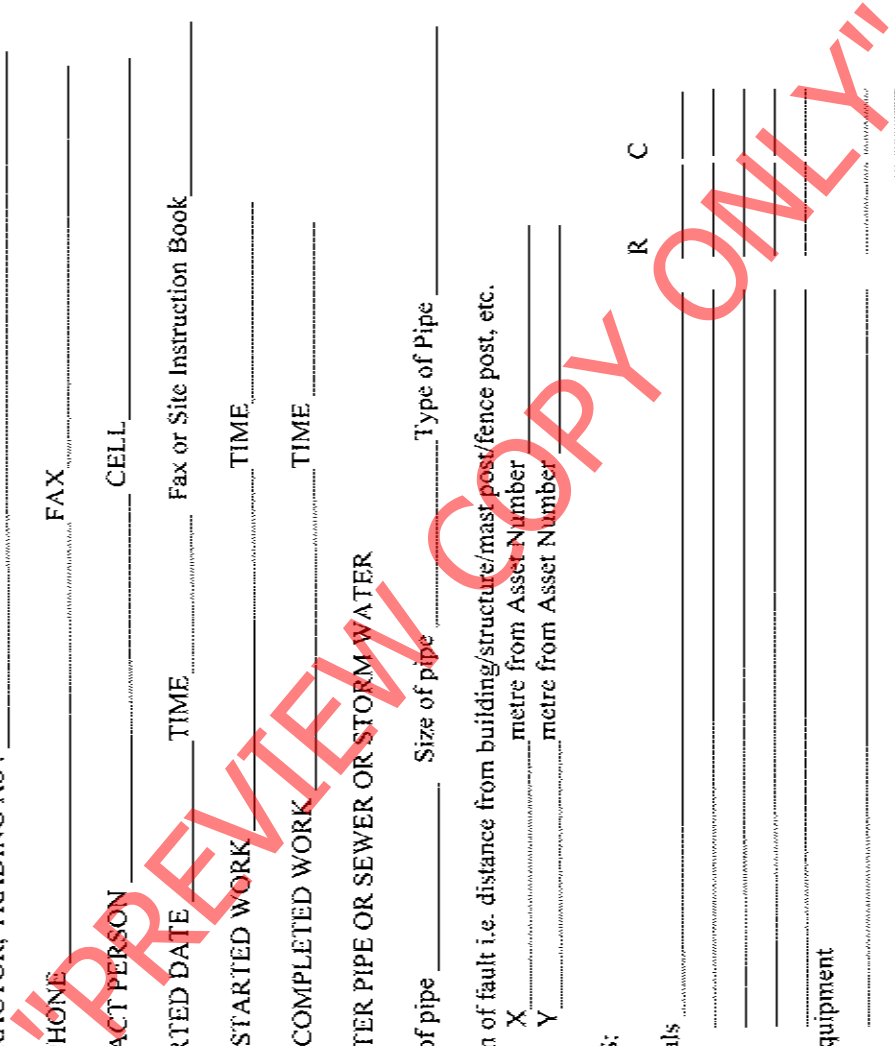 HONE FAX
ACT PERSON CELL
RTED DATE TIME Fax or Site Instruction Book
STARTED WORK TIME
COMPLETED WORK TIME
TER PIPE OR SEWER OR STORM WATER
of pipe Size of pipe Type of Pipe
n of fault i.e. distance from building/structure/mast post/fence post, etc.
X metre from Asset Number
Y metre from Asset Number
s:
R C
ls
quipment
"PREVIEW COPY ONLY"